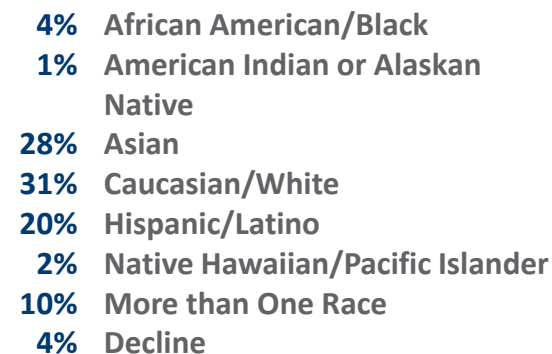 4% African American/Black
1% American Indian or Alaskan
Native
28% Asian
31% Caucasian/White
20% Hispanic/Latino
2% Native Hawaiian/Pacific Islander
10% More than One Race
4% Decline